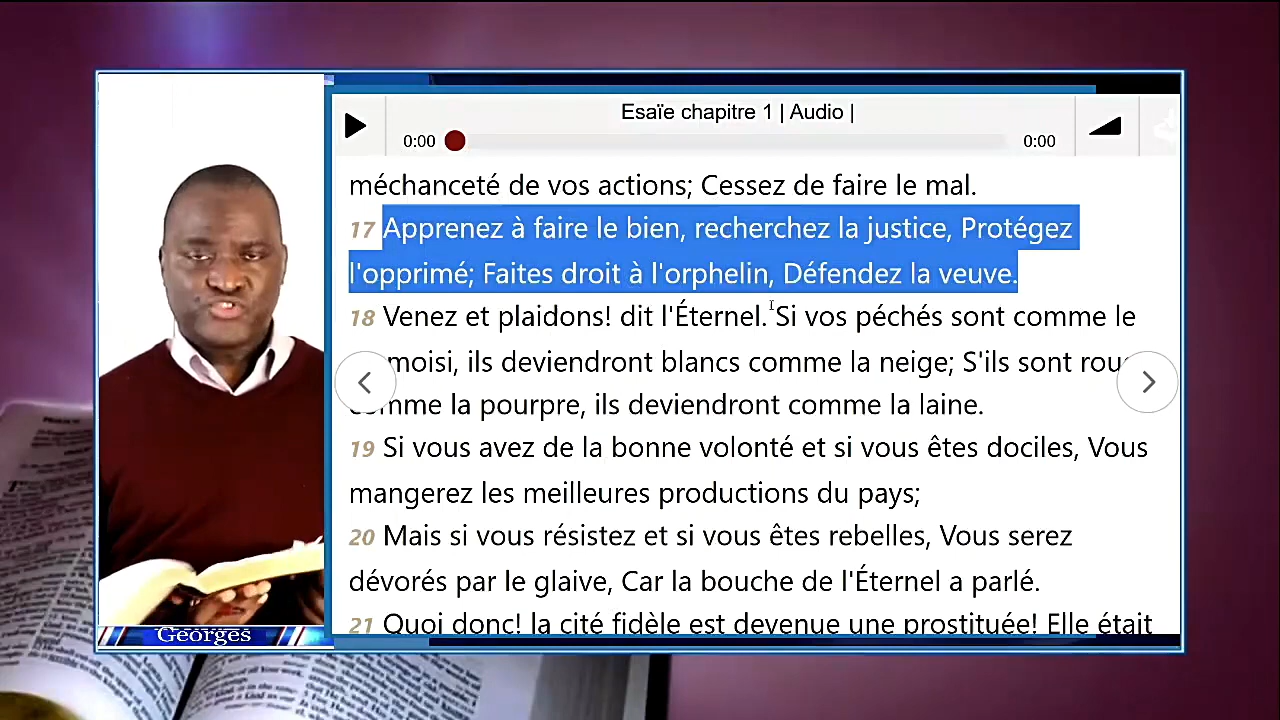 Esaïe chapitre 1 | Audio |
0:00
0:00
méchanceté de vos actions; Cessez de faire le mal.
17 Apprenez à faire le bien, recherchez la justice, Protégez
l'opprimé; Faites droit à l'orphelin, Défendez la veuve.
18 Venez et plaidons! dit l'Éternel. Si vos péchés sont comme le
moisi, ils deviendront blancs comme la neige; S'ils sont rou
comme la pourpre, ils deviendront comme la laine.
19 Si vous avez de la bonne volonté et si vous êtes dociles, Vous
mangerez les meilleures productions du pays;
20 Mais si vous résistez et si vous êtes rebelles, Vous serez
dévorés par le glaive, Car la bouche de l'Éternel a parlé.
21 Quoi donc! la cité fidèle est devenue une prostituée! Elle était
Georges